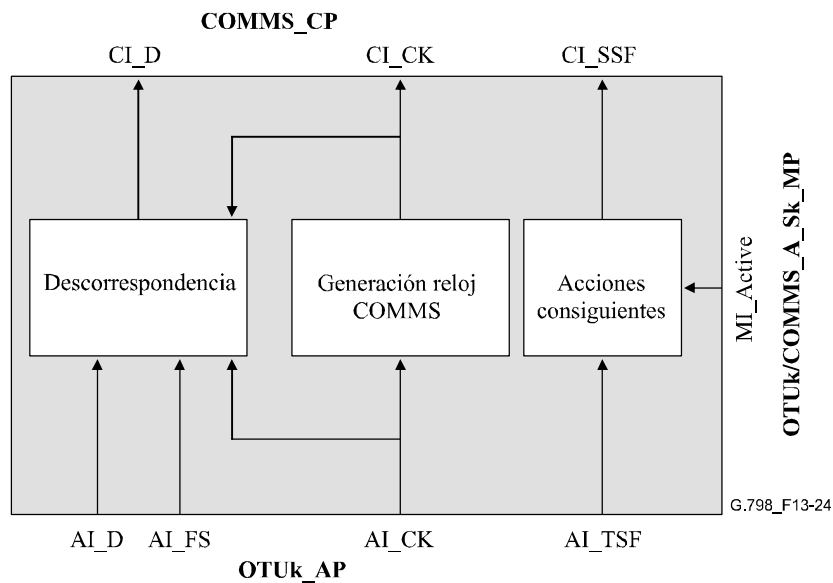 COMMS_CP
CI_D
CI_CK
CI_SSF
Descorrespondencia
Generación reloj
COMMS
Acciones
consiguientes
MI_Active
OTUk/COMMS_A_Sk_MP
G.798_F13-24
AI_D
AI_FS
AI_CK
AI_TSF
OTUk_AP